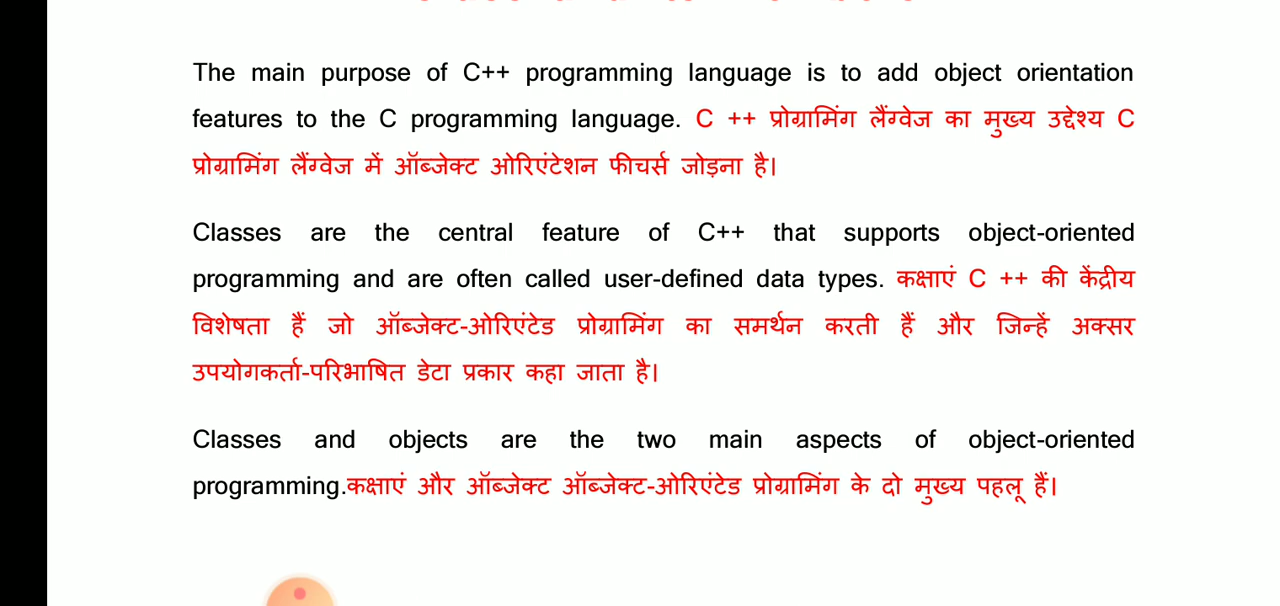 The main purpose of C++ programming language is to add object orientation
features to the C programming language. C ++ प्रोग्रामिंग लैंग्वेज का मुख्य उद्देश्य C
प्रोग्रामिंग लैंग्वेज में ऑब्जेक्ट ओरिएंटेशन फीचर्स जोड़ना है।
Classes are the central feature of C++ that supports object-oriented
programming and are often called user-defined data types. कक्षाएं C ++ की केंद्रीय
विशेषता हैं जो ऑब्जेक्ट-ओरिएंटेड प्रोग्रामिंग का समर्थन करती हैं और जिन्हें अक्सर
उपयोगकर्ता-परिभाषित डेटा प्रकार कहा जाता है।
Classes and objects are the two main aspects of object-oriented
programming.कक्षाएं और ऑब्जेक्ट ऑब्जेक्ट-ओरिएंटेड प्रोग्रामिंग के दो मुख्य पहलू हैं।